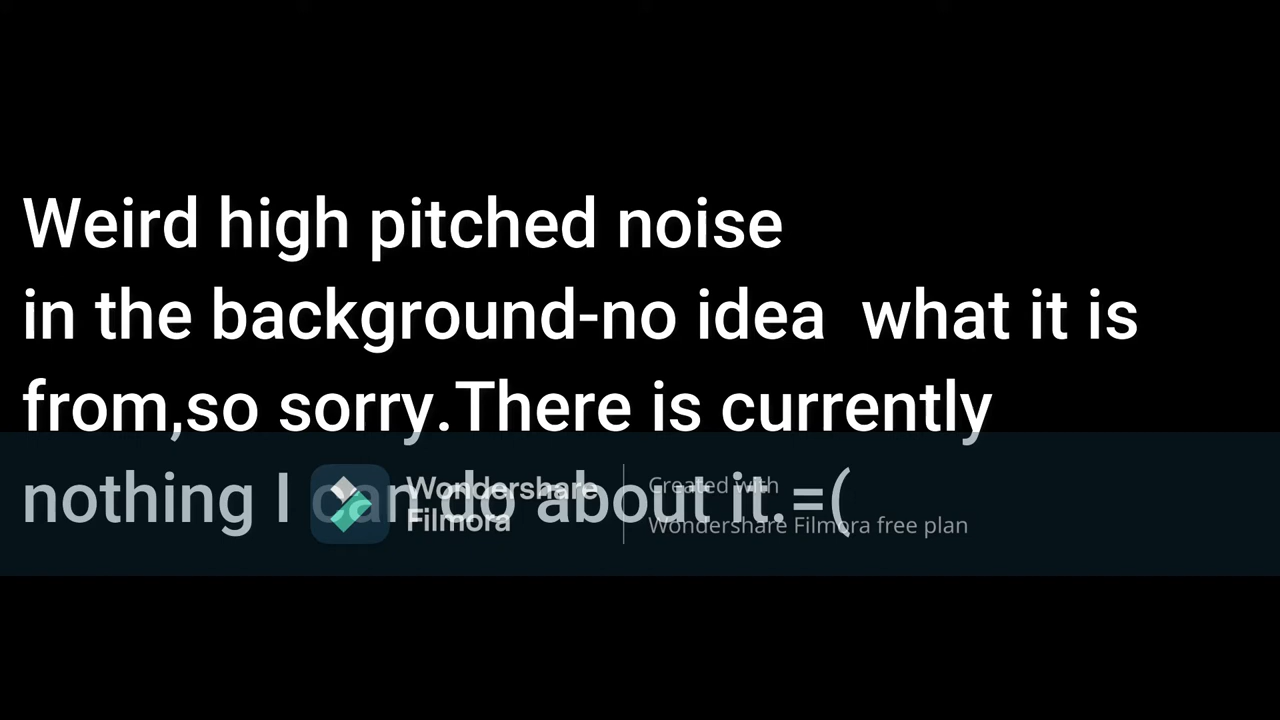 Weird high pitched noise
in the background-no idea  what it is
from,so sorry.There is currently
nothing I can do about it.=(
Wondershare
Filmora
Created with
Wondershare Filmora free plan